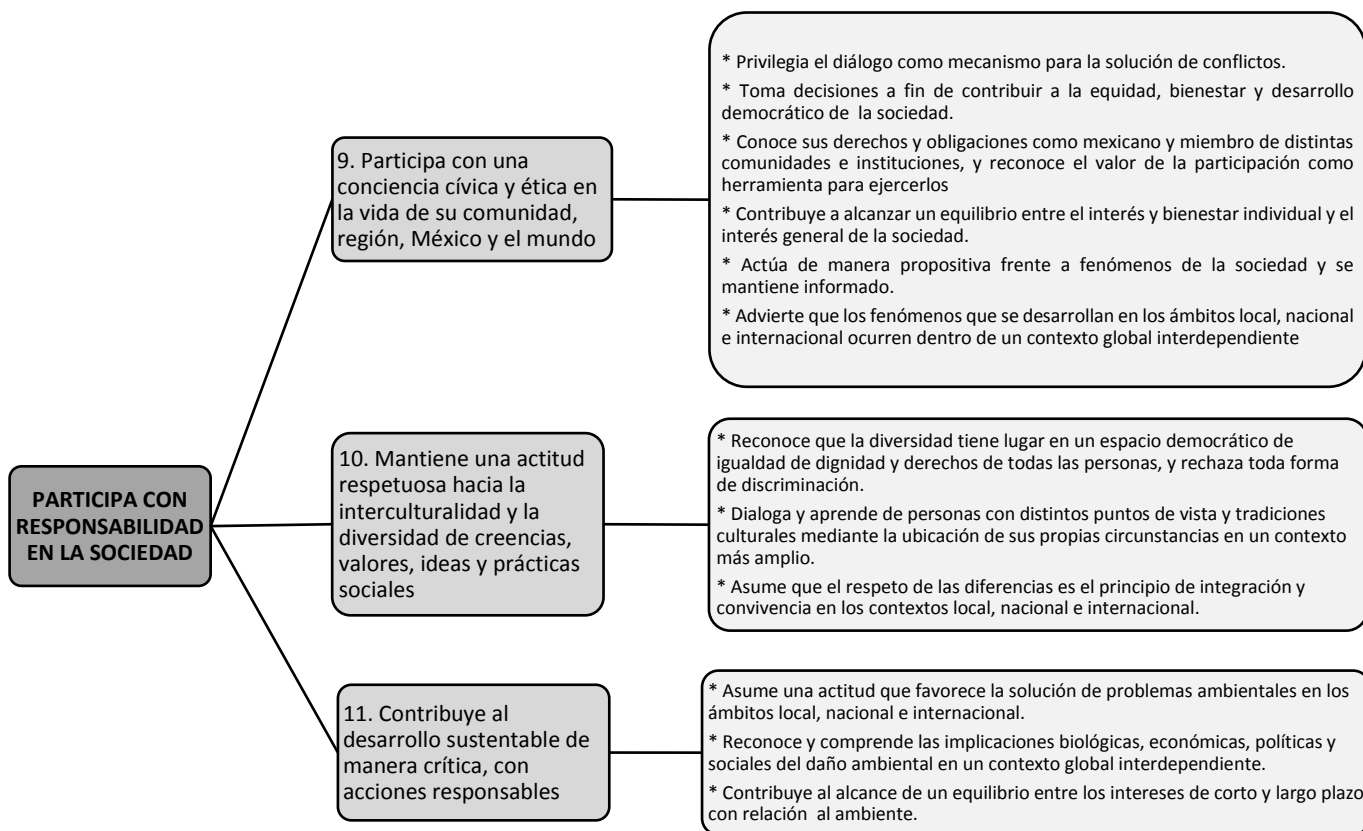 PARTICIPA CON
RESPONSABILIDAD
EN LA SOCIEDAD
9. Participa con una
conciencia cívica y ética en
la vida de su comunidad,
región, México y el mundo
* Privilegia el diálogo como mecanismo para la solución de conflictos.
* Toma decisiones a fin de contribuir a la equidad, bienestar y desarrollo
democrático de la sociedad.
* Conoce sus derechos y obligaciones como mexicano y miembro de distintas
comunidades e instituciones, y reconoce el valor de la participación como
herramienta para ejercerlos
* Contribuye a alcanzar un equilibrio entre el interés y bienestar individual y el
interés general de la sociedad.
* Actúa de manera propositiva frente a fenómenos de la sociedad y se
mantiene informado.
* Advierte que los fenómenos que se desarrollan en los ámbitos local, nacional
e internacional ocurren dentro de un contexto global interdependiente
10. Mantiene una actitud
respetuosa hacia la
interculturalidad y la
diversidad de creencias,
valores, ideas y prácticas
sociales
* Reconoce que la diversidad tiene lugar en un espacio democrático de
igualdad de dignidad y derechos de todas las personas, y rechaza toda forma
de discriminación.
* Dialoga y aprende de personas con distintos puntos de vista y tradiciones
culturales mediante la ubicación de sus propias circunstancias en un contexto
más amplio.
* Asume que el respeto de las diferencias es el principio de integración y
convivencia en los contextos local, nacional e internacional.
11. Contribuye al
desarrollo sustentable de
manera crítica, con
acciones responsables
* Asume una actitud que favorece la solución de problemas ambientales en los
ámbitos local, nacional e internacional.
* Reconoce y comprende las implicaciones biológicas, económicas, políticas y
sociales del daño ambiental en un contexto global interdependiente.
* Contribuye al alcance de un equilibrio entre los intereses de corto y largo plazo
con relación al ambiente.